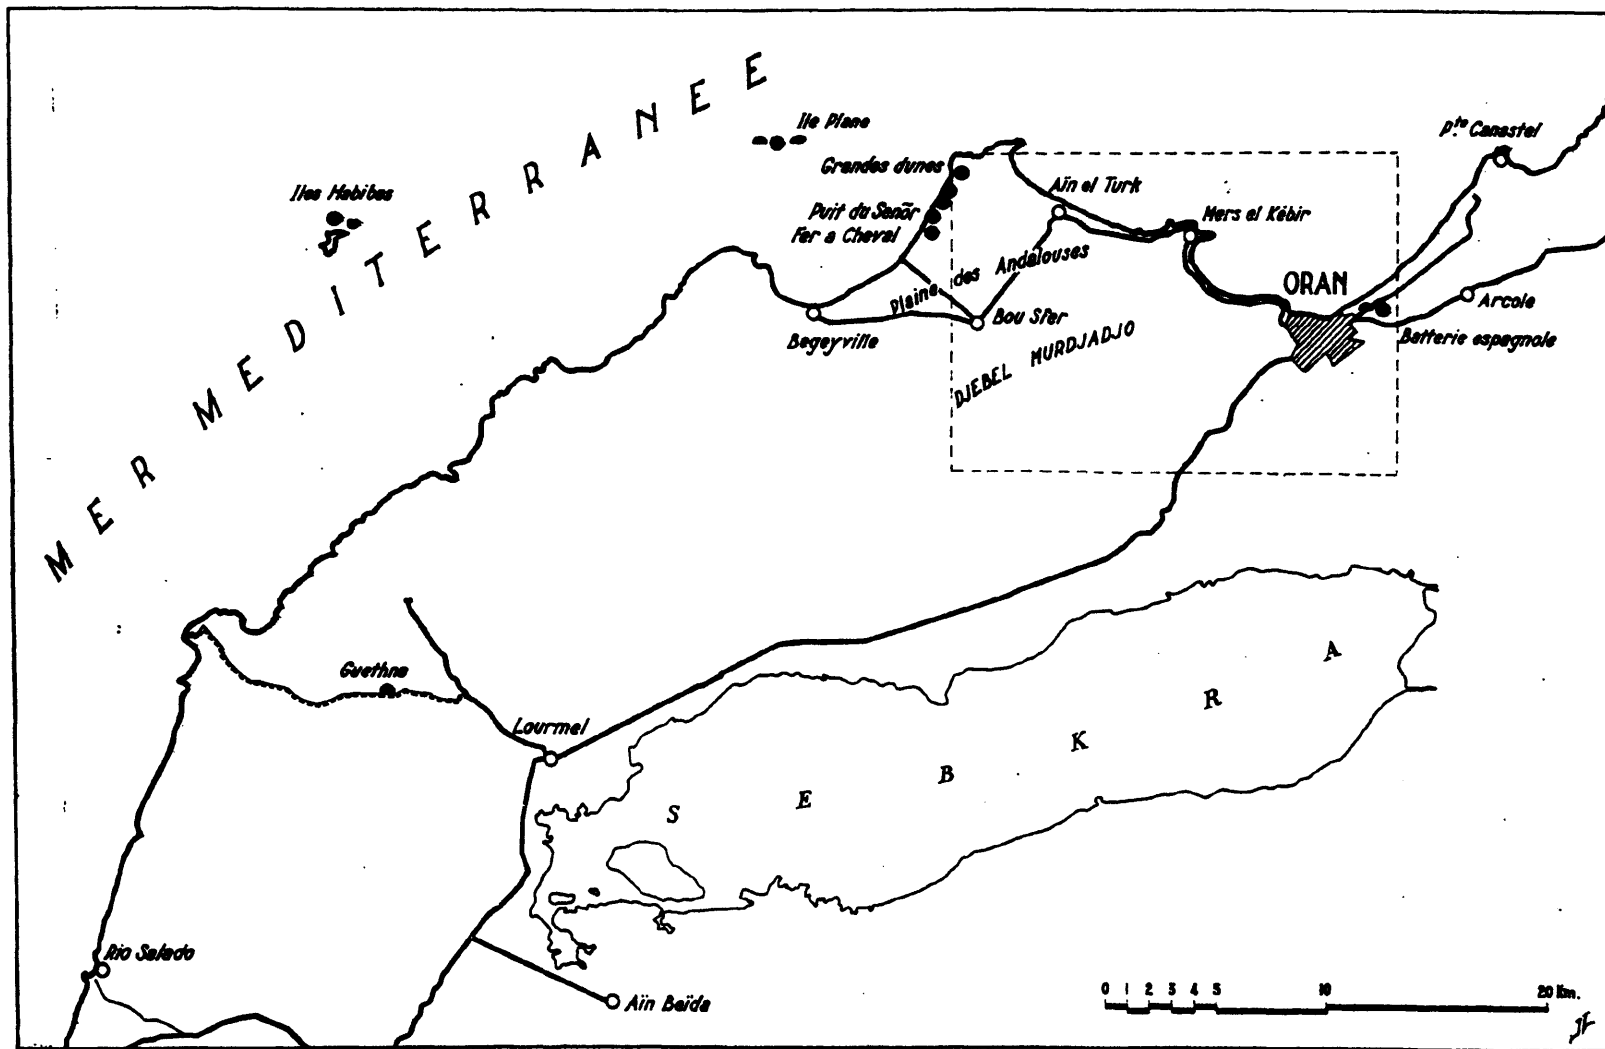 MER MEDITERRANEE
Ile Plane
Pte Canastel
Grandes dunes
Iles Habibas
Aïn el Turk
Puit du Señor
Mers el Kébir
Fer a Cheval
Plaine des Andalouses
ORAN
Arcole
Bou Sfer
Begeyville
Batterie espagnole
DJEBEL MURDJADJO
Guethna
Lourmel
SEBKRA
Rio Salado
Aïn Baïda
0 1 2 3 4 5 10 20 Km.